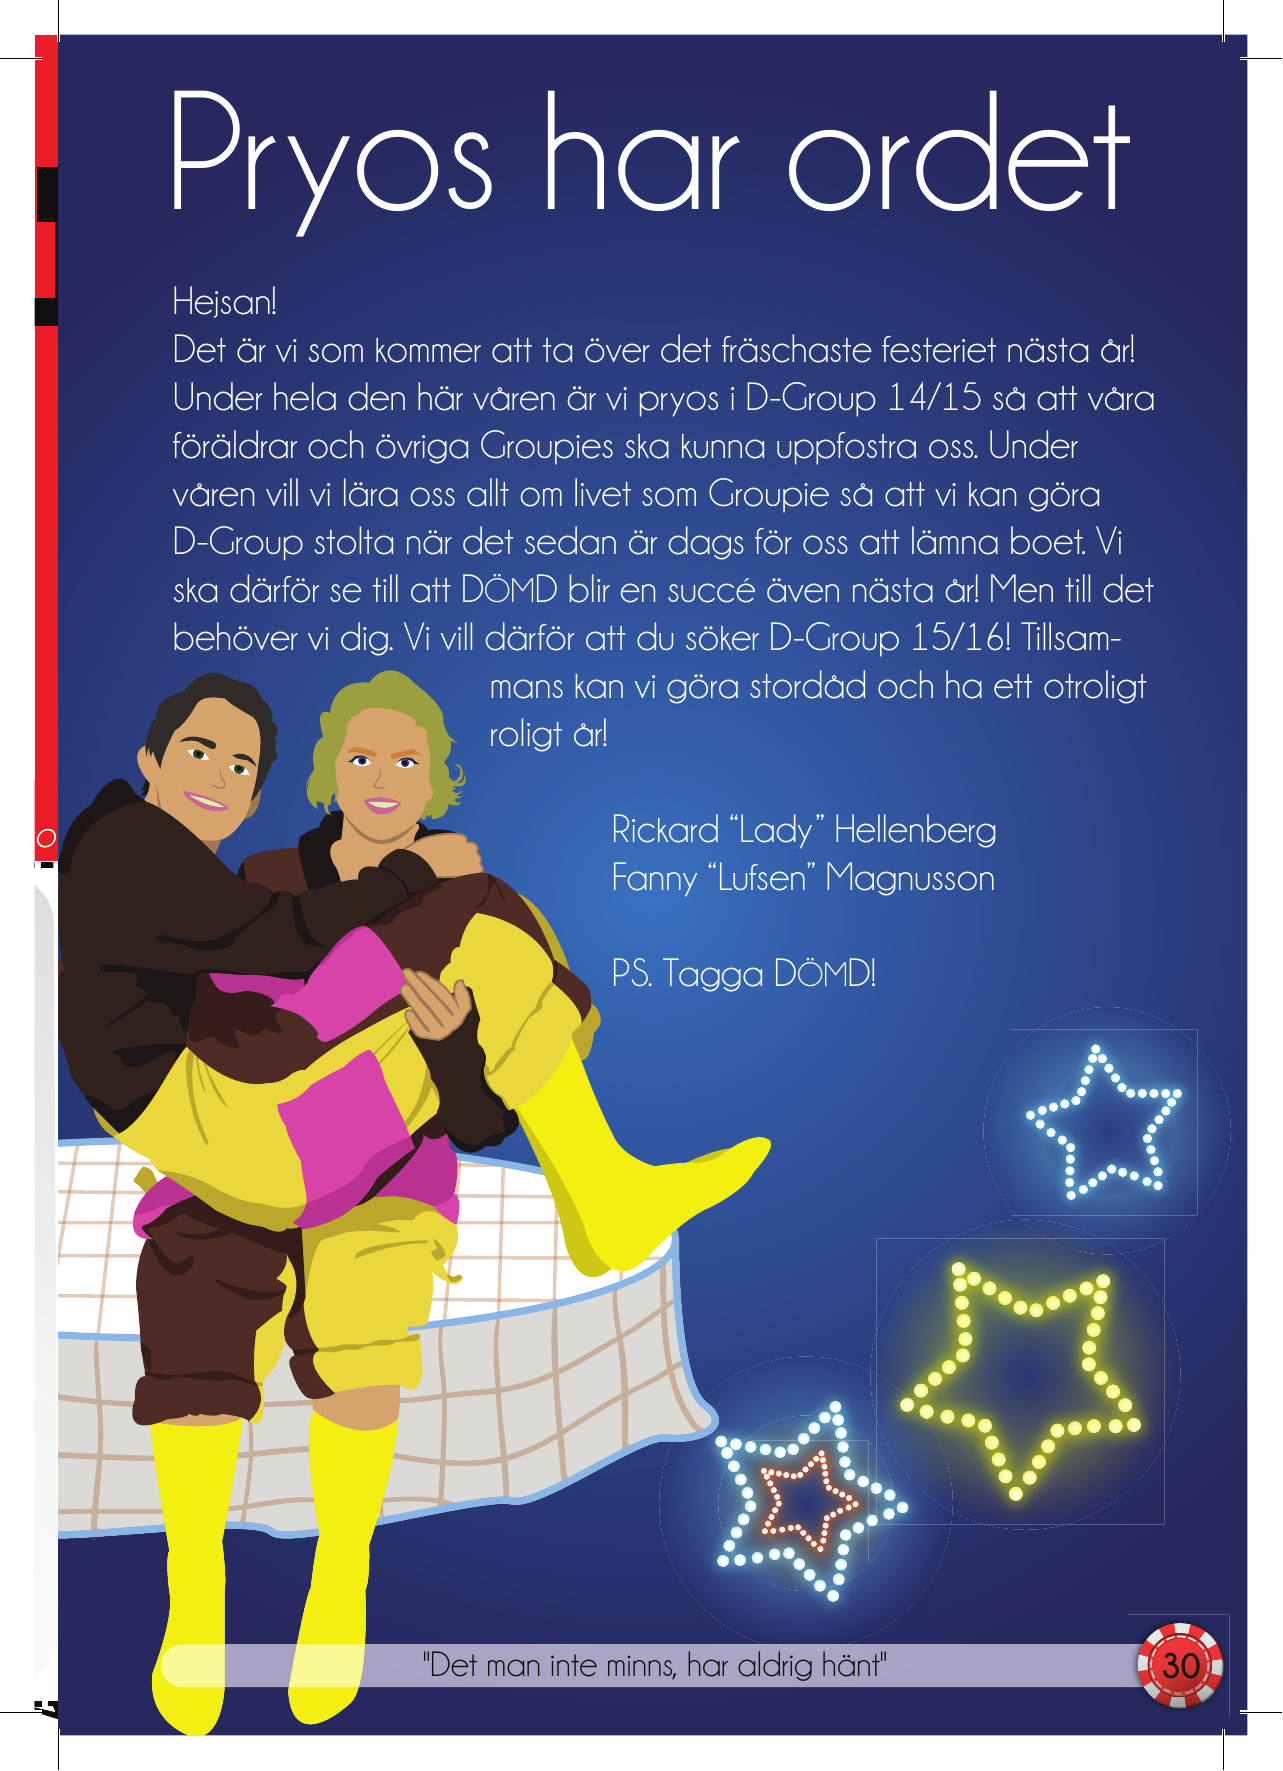 Pryos har ordet
Hejsan!
Det är vi som kommer att ta över det fräschaste festeriet nästa år!
Under hela den här våren är vi pryos i D-Group 14/15 så att våra
föräldrar och övriga Groupies ska kunna uppfostra oss. Under
våren vill vi lära oss allt om livet som Groupie så att vi kan göra
D-Group stolta när det sedan är dags för oss att lämna boet. Vi
ska därför se till att DÖMD blir en succé även nästa år! Men till det
behöver vi dig. Vi vill därför att du söker D-Group 15/16! Tillsam-
mans kan vi göra stordåd och ha ett otroligt
roligt år!
Rickard “Lady” Hellenberg
Fanny “Lufsen” Magnusson
PS. Tagga DÖMD!
"Det man inte minns, har aldrig hänt"
30